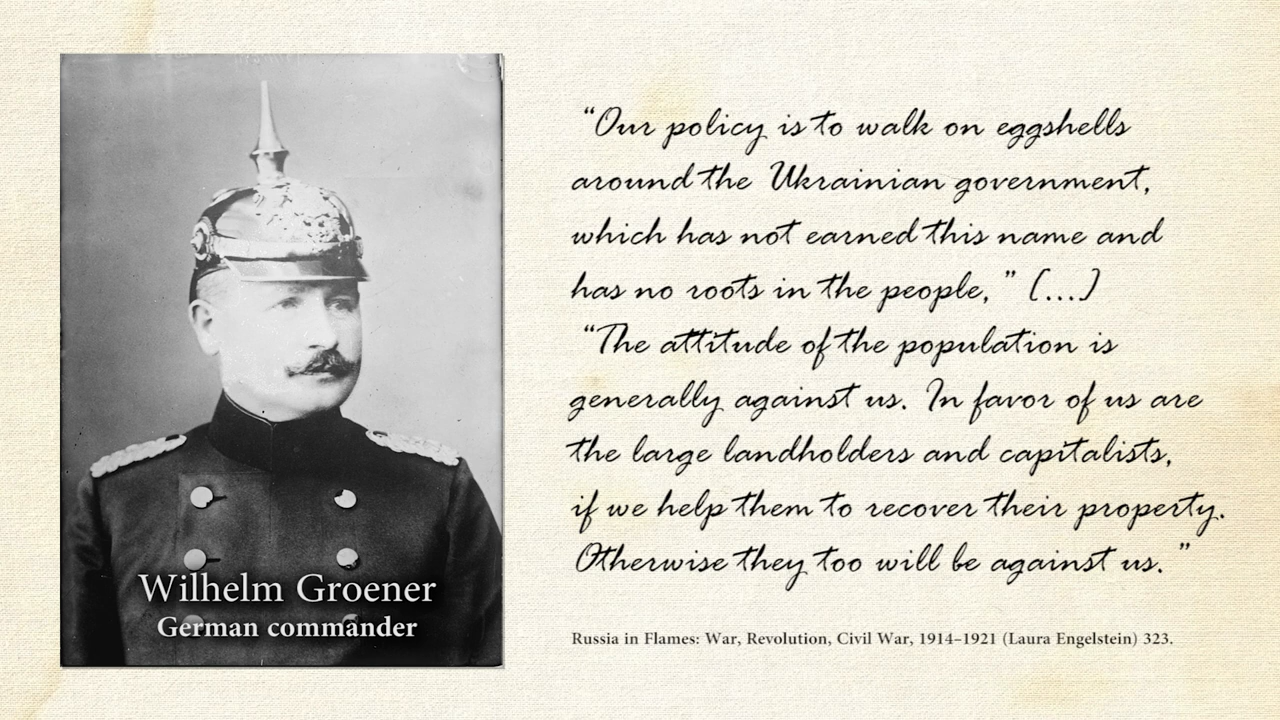 Wilhelm Groener
German commander
“Our policy is to walk on eggshells
around the Ukrainian government,
which has not earned this name and
has no roots in the people,” (...)
“The attitude of the population is
generally against us. In favor of us are
the large landholders and capitalists,
if we help them to recover their property.
Otherwise they too will be against us.”
Russia in Flames: War, Revolution, Civil War, 1914–1921 (Laura Engelstein) 323.